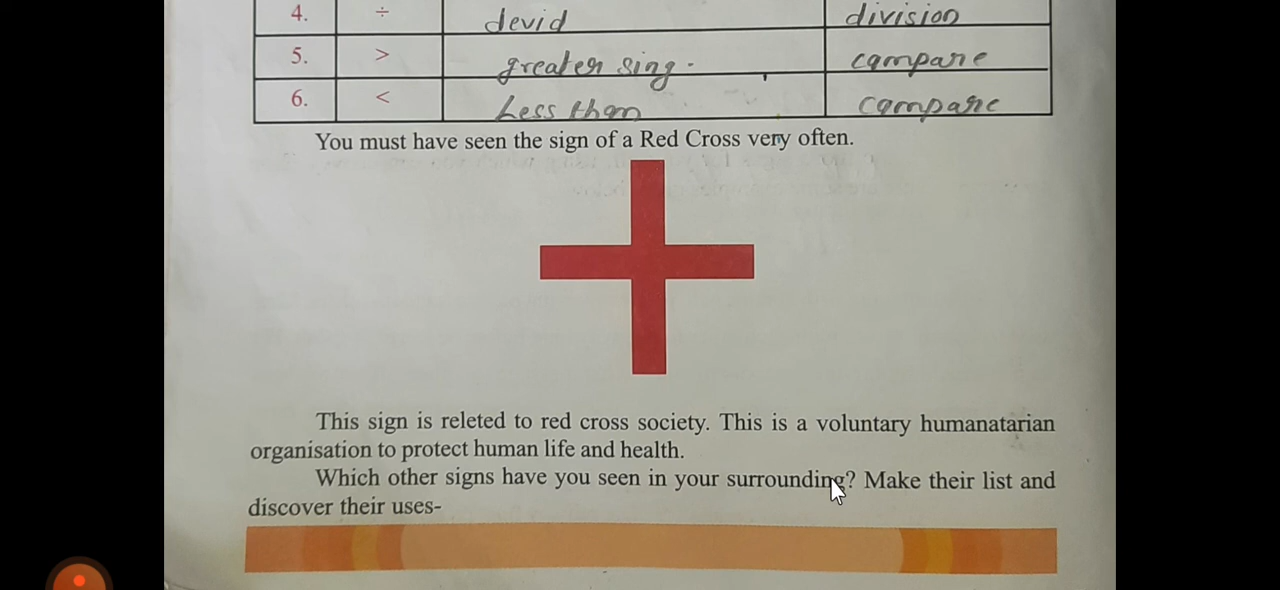 4. ÷ devid division
5. > greater sing. compare
6. < Less than compare
You must have seen the sign of a Red Cross very often.
This sign is releted to red cross society. This is a voluntary humanatarian
organisation to protect human life and health.
Which other signs have you seen in your surrounding? Make their list and
discover their uses-